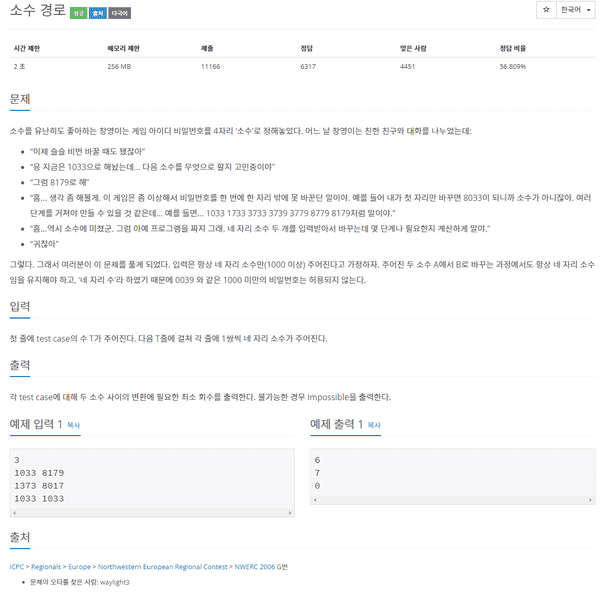 소수 경로 성공 출처 다국어
☆ 한국어
시간 제한 메모리 제한 제출 정답 맞은 사람 정답 비율
2 초 256 MB 11166 6317 4451 56.809%
문제
소수를 유난히도 좋아하는 창영이는 게임 아이디 비밀번호를 4자리 '소수'로 정해놓았다. 어느 날 창영이는 친한 친구와 대화를 나누었는데:
• "이제 슬슬 비번 바꿀 때도 됐잖아"
• "응 지금은 1033으로 해놨는데... 다음 소수를 무엇으로 할지 고민중이야"
• "그럼 8179로 해"
• "흠... 생각 좀 해볼게. 이 게임은 좀 이상해서 비밀번호를 한 번에 한 자리 밖에 못 바꾼단 말이야. 예를 들어 내가 첫 자리만 바꾸면 8033이 되니까 소수가 아니잖아. 여러
단계를 거쳐야 만들 수 있을 것 같은데... 예를 들면... 1033 1733 3733 3739 3779 8779 8179처럼 말이야."
• "흠...역시 소수에 미쳤군. 그럼 아예 프로그램을 짜지 그래. 네 자리 소수 두 개를 입력받아서 바꾸는데 몇 단계나 필요한지 계산하게 말야."
• "귀찮아"
그렇다. 그래서 여러분이 이 문제를 풀게 되었다. 입력은 항상 네 자리 소수만(1000 이상) 주어진다고 가정하자. 주어진 두 소수 A에서 B로 바꾸는 과정에서도 항상 네 자리 소수
임을 유지해야 하고, '네 자리 수'라 하였기 때문에 0039 와 같은 1000 미만의 비밀번호는 허용되지 않는다.
입력
첫 줄에 test case의 수 T가 주어진다. 다음 T줄에 걸쳐 각 줄에 1쌍씩 네 자리 소수가 주어진다.
출력
각 test case에 대해 두 소수 사이의 변환에 필요한 최소 회수를 출력한다. 불가능한 경우 Impossible을 출력한다.
예제 입력 1 복사
3
1033 8179
1373 8017
1033 1033
예제 출력 1 복사
6
7
0
출처
ICPC > Regionals > Europe > Northwestern European Regional Contest > NWERC 2006 G번
• 문제의 오타를 찾은 사람: waylight3